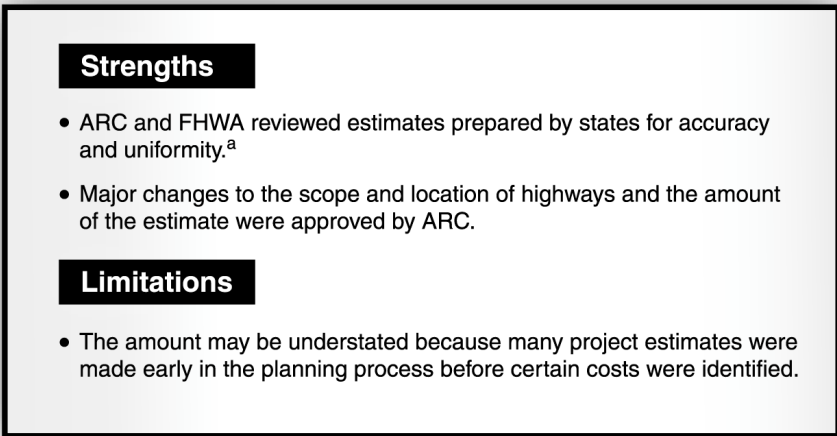 Strengths
• ARC and FHWA reviewed estimates prepared by states for accuracy
and uniformity.a
• Major changes to the scope and location of highways and the amount
of the estimate were approved by ARC.
Limitations
• The amount may be understated because many project estimates were
made early in the planning process before certain costs were identified.